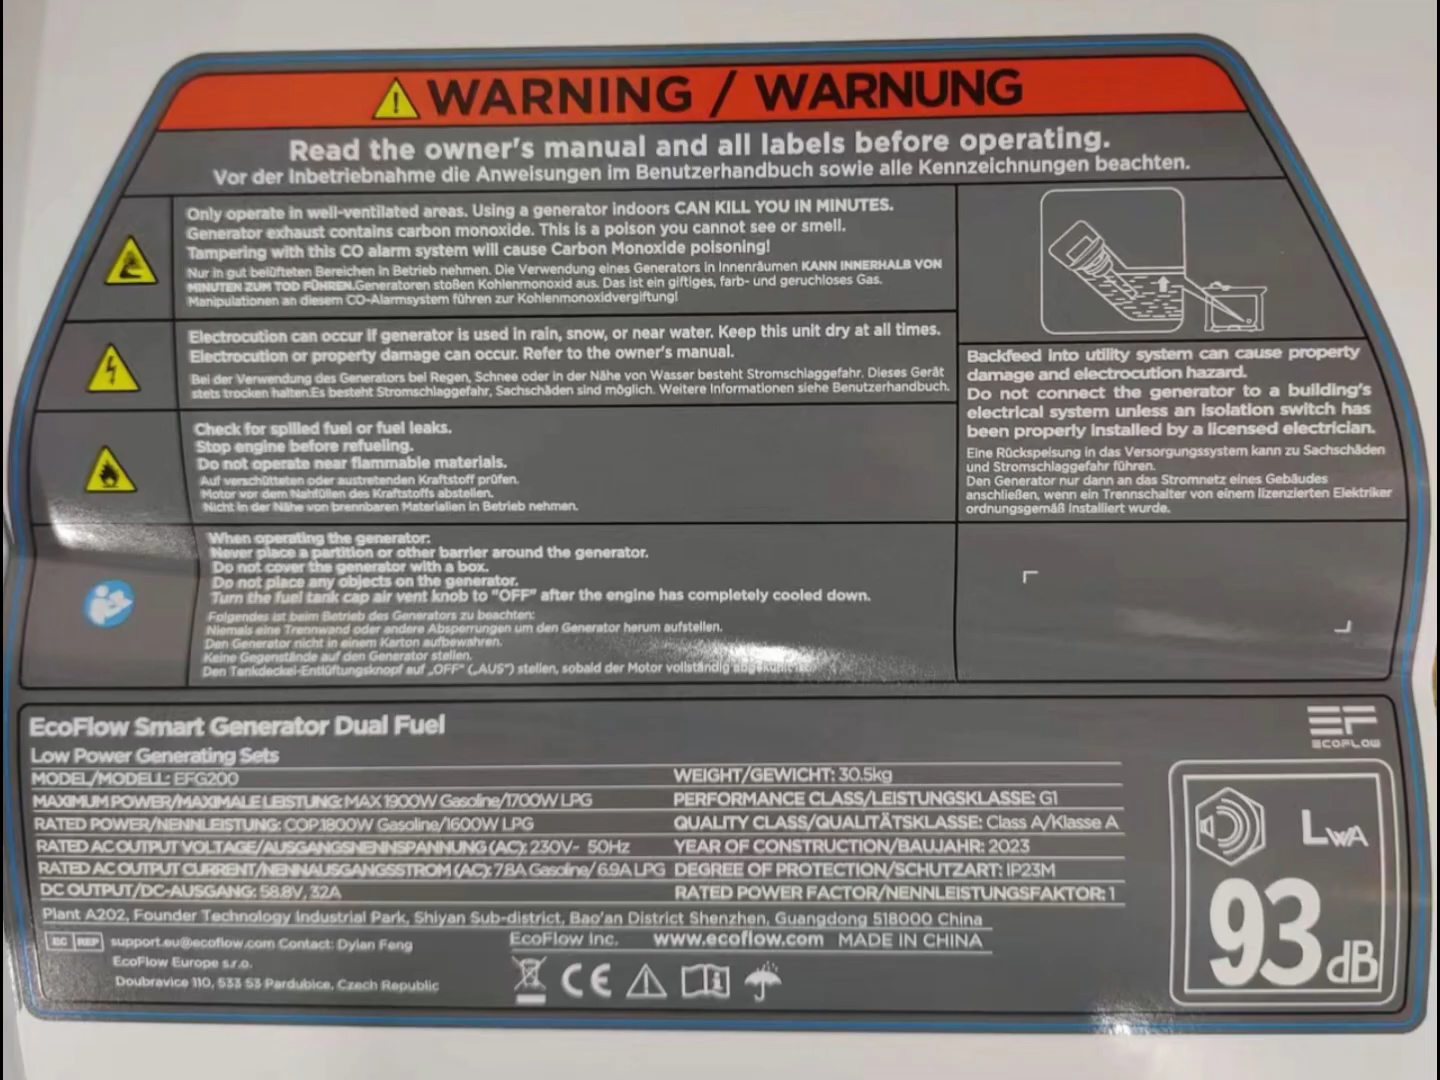 WARNING / WARNUNG
Read the owner's manual and all labels before operating.
Vor der Inbetriebnahme die Anweisungen im Benutzerhandbuch sowie alle Kennzeichnungen beachten.
Only operate in well-ventilated areas. Using a generator indoors CAN KILL YOU IN MINUTES.
Generator exhaust contains carbon monoxide. This is a poison you cannot see or smell.
Tampering with this CO alarm system will cause Carbon Monoxide poisoning!
Nur in gut belüfteten Bereichen in Betrieb nehmen. Die Verwendung eines Generators in Innenräumen KANN INNERHALB VON
MINUTEN ZUM TOD FÜHREN.Generatoren stoßen Kohlenmonoxid aus. Das ist ein giftiges, farb- und geruchloses Gas.
Manipulationen an diesem CO-Alarmsystem führen zur Kohlenmonoxidvergiftung!
Electrocution can occur if generator is used in rain, snow, or near water. Keep this unit dry at all times.
Electrocution or property damage can occur. Refer to the owner's manual.
Bei der Verwendung des Generators bei Regen, Schnee oder in der Nähe von Wasser besteht Stromschlaggefahr. Dieses Gerät
stets trocken halten.Es besteht Stromschlaggefahr, Sachschäden sind möglich. Weitere Informationen siehe Benutzerhandbuch.
Check for spilled fuel or fuel leaks.
Stop engine before refueling.
Do not operate near flammable materials.
Auf verschütteten oder austretenden Kraftstoff prüfen.
Motor vor dem Nahfüllen des Kraftstoffs abstellen.
Nicht in der Nähe von brennbaren Materialien in Betrieb nehmen.
When operating the generator:
Never place a partition or other barrier around the generator.
Do not cover the generator with a box.
Do not place any objects on the generator.
Turn the fuel tank cap air vent knob to "OFF" after the engine has completely cooled down.
Folgendes ist beim Betrieb des Generators zu beachten:
Niemals eine Trennwand oder andere Absperrungen um den Generator herum aufstellen.
Den Generator nicht in einem Karton aufbewahren.
Keine Gegenstände auf den Generator stellen.
Den Tankdeckel-Entlüftungsknopf auf „OFF" („AUS") stellen, sobald der Motor vollständig
Backfeed into utility system can cause property
damage and electrocution hazard.
Do not connect the generator to a building's
electrical system unless an isolation switch has
been properly installed by a licensed electrician.
Eine Rückspeisung in das Versorgungssystem kann zu Sachschäden
und Stromschlaggefahr führen.
Den Generator nur dann an das Stromnetz eines Gebäudes
anschließen, wenn ein Trennschalter von einem lizenzierten Elektriker
ordnungsgemäß installiert wurde.
EcoFlow Smart Generator Dual Fuel
EF
ECOFLOW
Low Power Generating Sets
MODEL/MODELL: EFG200
MAXIMUM POWER/MAXIMALE LEISTUNG: MAX 1900W Gasoline/1700W LPG
RATED POWER/NENNLEISTUNG: COP.1800W Gasoline/1600W LPG
RATED AC OUTPUT VOLTAGE/AUSGANGSNENNSPANNUNG (AC): 230V~ 50Hz
RATED AC OUTPUT CURRENT/NENNAUSGANGSSTROM (AC): 7.8A Gasoline/ 6.9A LPG
DC OUTPUT/DC-AUSGANG: 58.8V, 32A
WEIGHT/GEWICHT: 30.5kg
PERFORMANCE CLASS/LEISTUNGSKLASSE: G1
QUALITY CLASS/QUALITÄTSKLASSE: Class A/Klasse A
YEAR OF CONSTRUCTION/BAUJAHR: 2023
DEGREE OF PROTECTION/SCHUTZART: IP23M
RATED POWER FACTOR/NENNLEISTUNGSFAKTOR: 1
Plant A202, Founder Technology Industrial Park, Shiyan Sub-district, Bao'an District Shenzhen, Guangdong 518000 China
EC REP support.eu@ecoflow.com Contact: Dylan Feng
EcoFlow Europe s.r.o.
Doubravice 110, 533 53 Pardubice, Czech Republic
EcoFlow Inc. www.ecoflow.com MADE IN CHINA
CE
LWA
93 dB